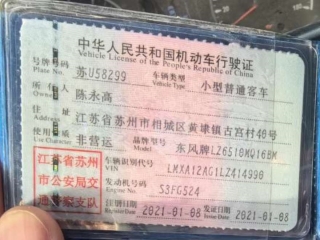 中华人民共和国机动车行驶证
Vehicle License of the People's Republic of China
号牌号码 苏U58Z99 车辆类型 小型普通客车
Plate No. Vehicle Type
所有人 陈永高
Owner
住址 江苏省苏州市相城区黄埭镇古宫村48号
Address
使用性质 非营运 品牌型号 东风牌LZ6510MQ16BM
Use Character Model
江苏省苏州
市公安局交
通警察支队
车辆识别代号 LMXA12AG1LZ414990
VIN
发动机号码 S3FG524
Engine No.
注册日期 2021-01-08 发证日期 2021-01-08
Register Date Issue Date